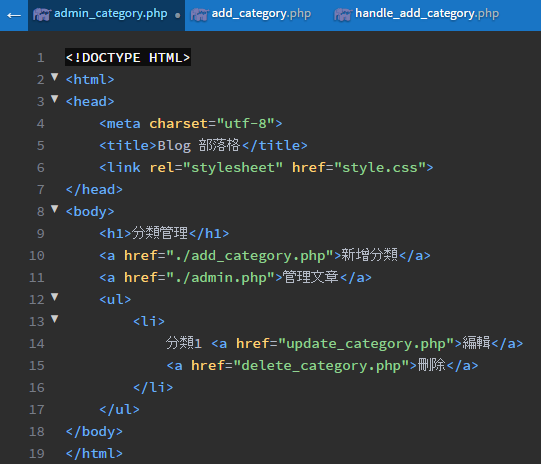 ← admin_category.php • add_category.php handle_add_category.php
1 <!DOCTYPE HTML>
2 <html>
3 <head>
4 <meta charset="utf-8">
5 <title>Blog 部落格</title>
6 <link rel="stylesheet" href="style.css">
7 </head>
8 <body>
9 <h1>分類管理</h1>
10 <a href="./add_category.php">新增分類</a>
11 <a href="./admin.php">管理文章</a>
12 <ul>
13 <li>
14 分類1 <a href="update_category.php">編輯</a>
15 <a href="delete_category.php">刪除</a>
16 </li>
17 </ul>
18 </body>
19 </html>